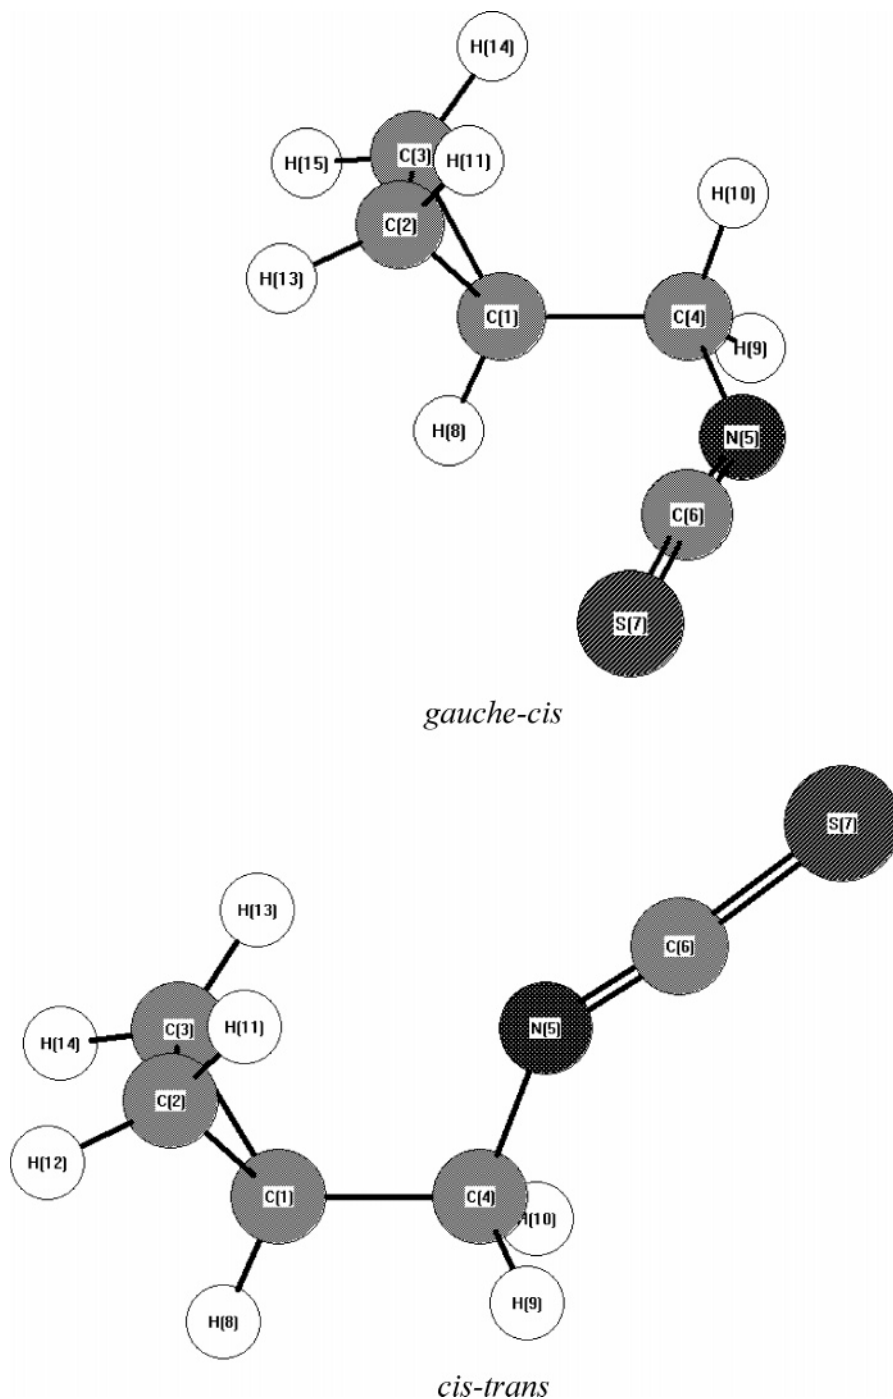 H(14)
C(3)
H(11)
H(15)
H(10)
C(2)
H(13)
C(1)
C(4)
H(9)
H(8)
N(5)
C(6)
S(7)
gauche-cis
S(7)
H(13)
C(6)
H(11)
C(3)
N(5)
H(14)
C(2)
H(12)
C(1)
C(4)
H(10)
H(9)
H(8)
cis-trans